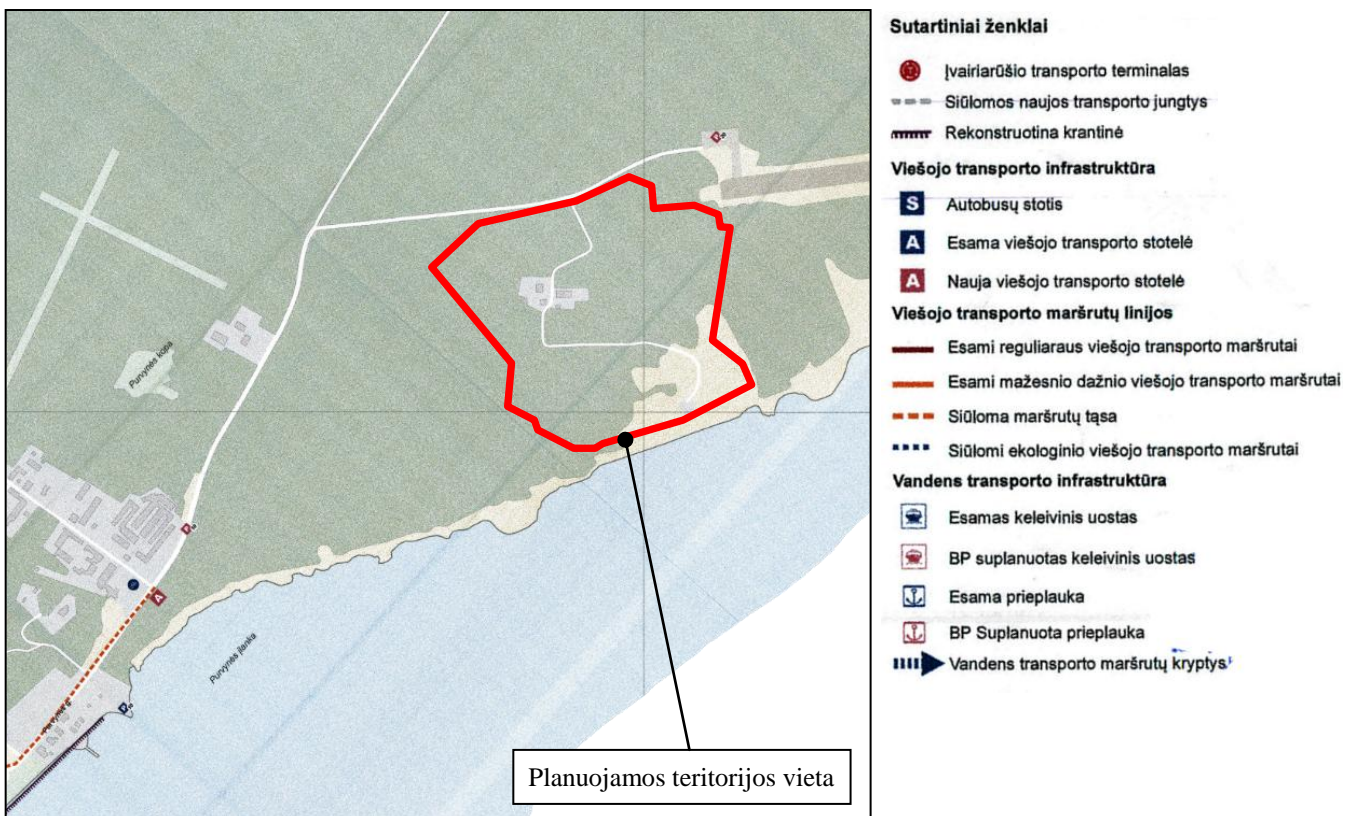 Purvynės kopa
A
Purvynės įlanka
Purvynės g.
Planuojamos teritorijos vieta
Sutartiniai ženklai
Įvairiarūšio transporto terminalas
Siūlomos naujos transporto jungtys
Rekonstruotina krantinė
Viešojo transporto infrastruktūra
S Autobusų stotis
A Esama viešojo transporto stotelė
A Nauja viešojo transporto stotelė
Viešojo transporto maršrutų linijos
Esami reguliaraus viešojo transporto maršrutai
Esami mažesnio dažnio viešojo transporto maršrutai
Siūloma maršrutų tąsa
Siūlomi ekologinio viešojo transporto maršrutai
Vandens transporto infrastruktūra
Esamas keleivinis uostas
BP suplanuotas keleivinis uostas
Esama prieplauka
BP Suplanuota prieplauka
Vandens transporto maršrutų kryptys